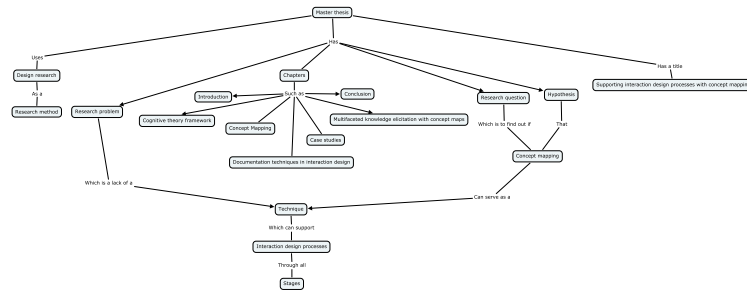 Master thesis
Uses
Has
Has a title
Design research
Chapters
Supporting interaction design processes with concept mapping
As a
Such as
Introduction
Conclusion
Research question
Hypothesis
Research method
Research problem
Cognitive theory framework
Multifaceted knowledge elicitation with concept maps
Concept Mapping
Which is to find out if
That
Case studies
Documentation techniques in interaction design
Concept mapping
Which is a lack of a
Can serve as a
Technique
Which can support
Interaction design processes
Through all
Stages